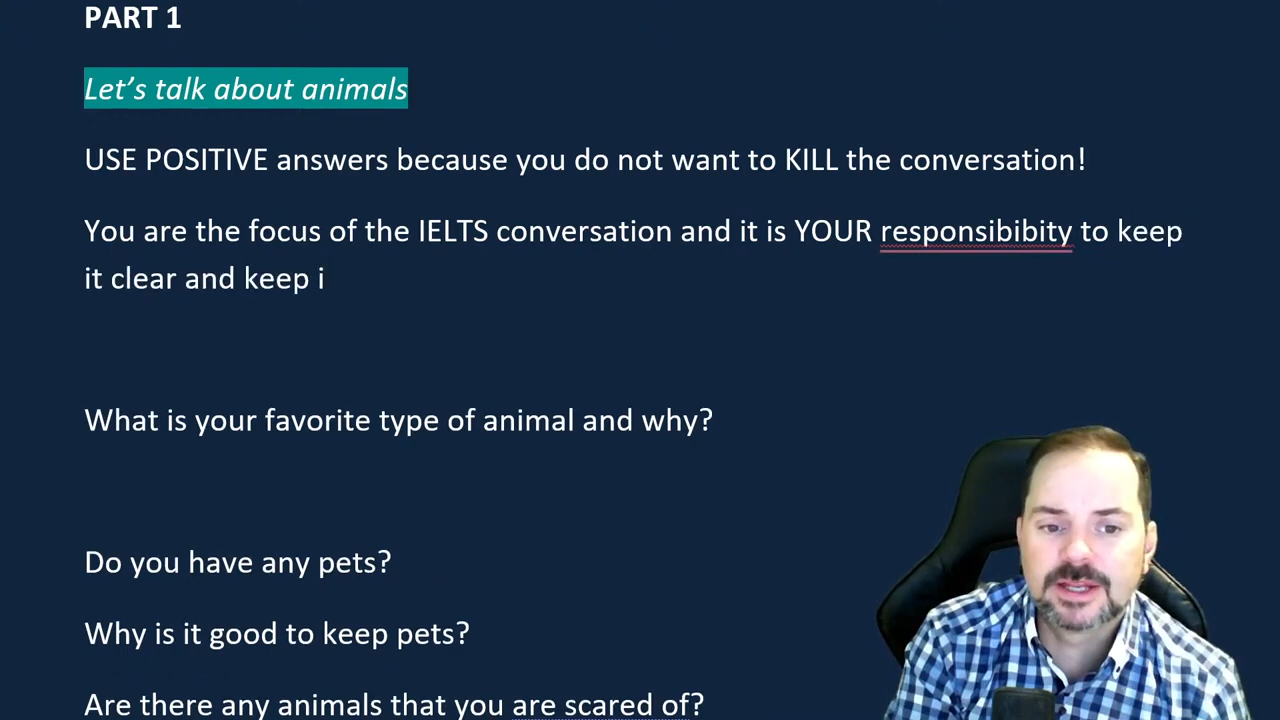 PART 1
Let's talk about animals
USE POSITIVE answers because you do not want to KILL the conversation!
You are the focus of the IELTS conversation and it is YOUR responsibibity to keep
it clear and keep i
What is your favorite type of animal and why?
Do you have any pets?
Why is it good to keep pets?
Are there any animals that you are scared of?